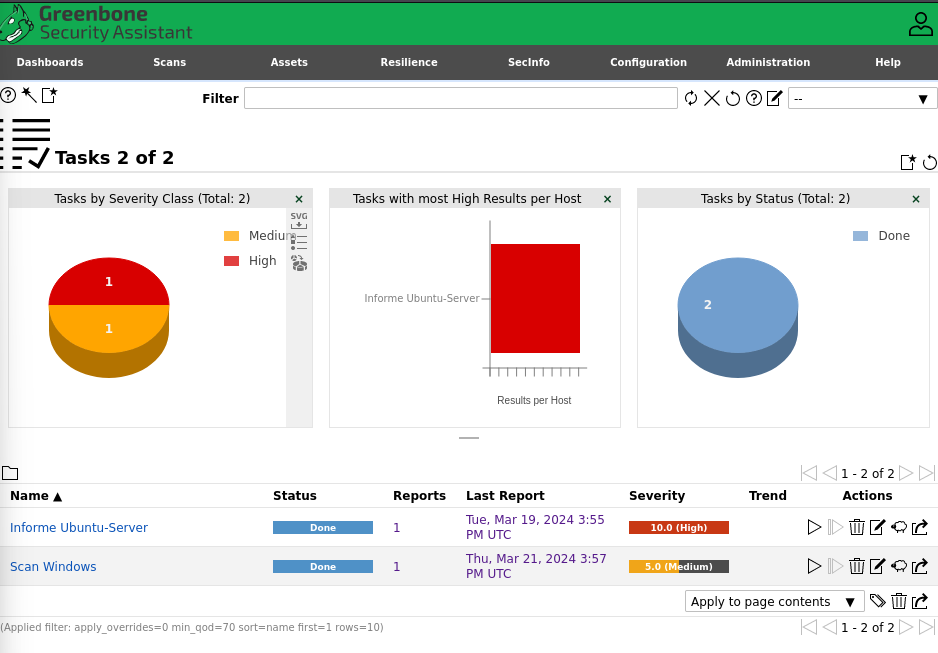 Greenbone
Security Assistant
Dashboards Scans Assets Resilience SecInfo Configuration Administration Help
Filter --
Tasks 2 of 2
Tasks by Severity Class (Total: 2) ×
SVG
Medium
High
1
1
Tasks with most High Results per Host ×
Informe Ubuntu-Server
Results per Host
Tasks by Status (Total: 2) ×
Done
2
1 - 2 of 2
Name ▲ Status Reports Last Report Severity Trend Actions
Informe Ubuntu-Server Done 1 Tue, Mar 19, 2024 3:55
PM UTC
10.0 (High)
Scan Windows Done 1 Thu, Mar 21, 2024 3:57
PM UTC
5.0 (Medium)
Apply to page contents ▼
(Applied filter: apply_overrides=0 min_qod=70 sort=name first=1 rows=10)
1 - 2 of 2